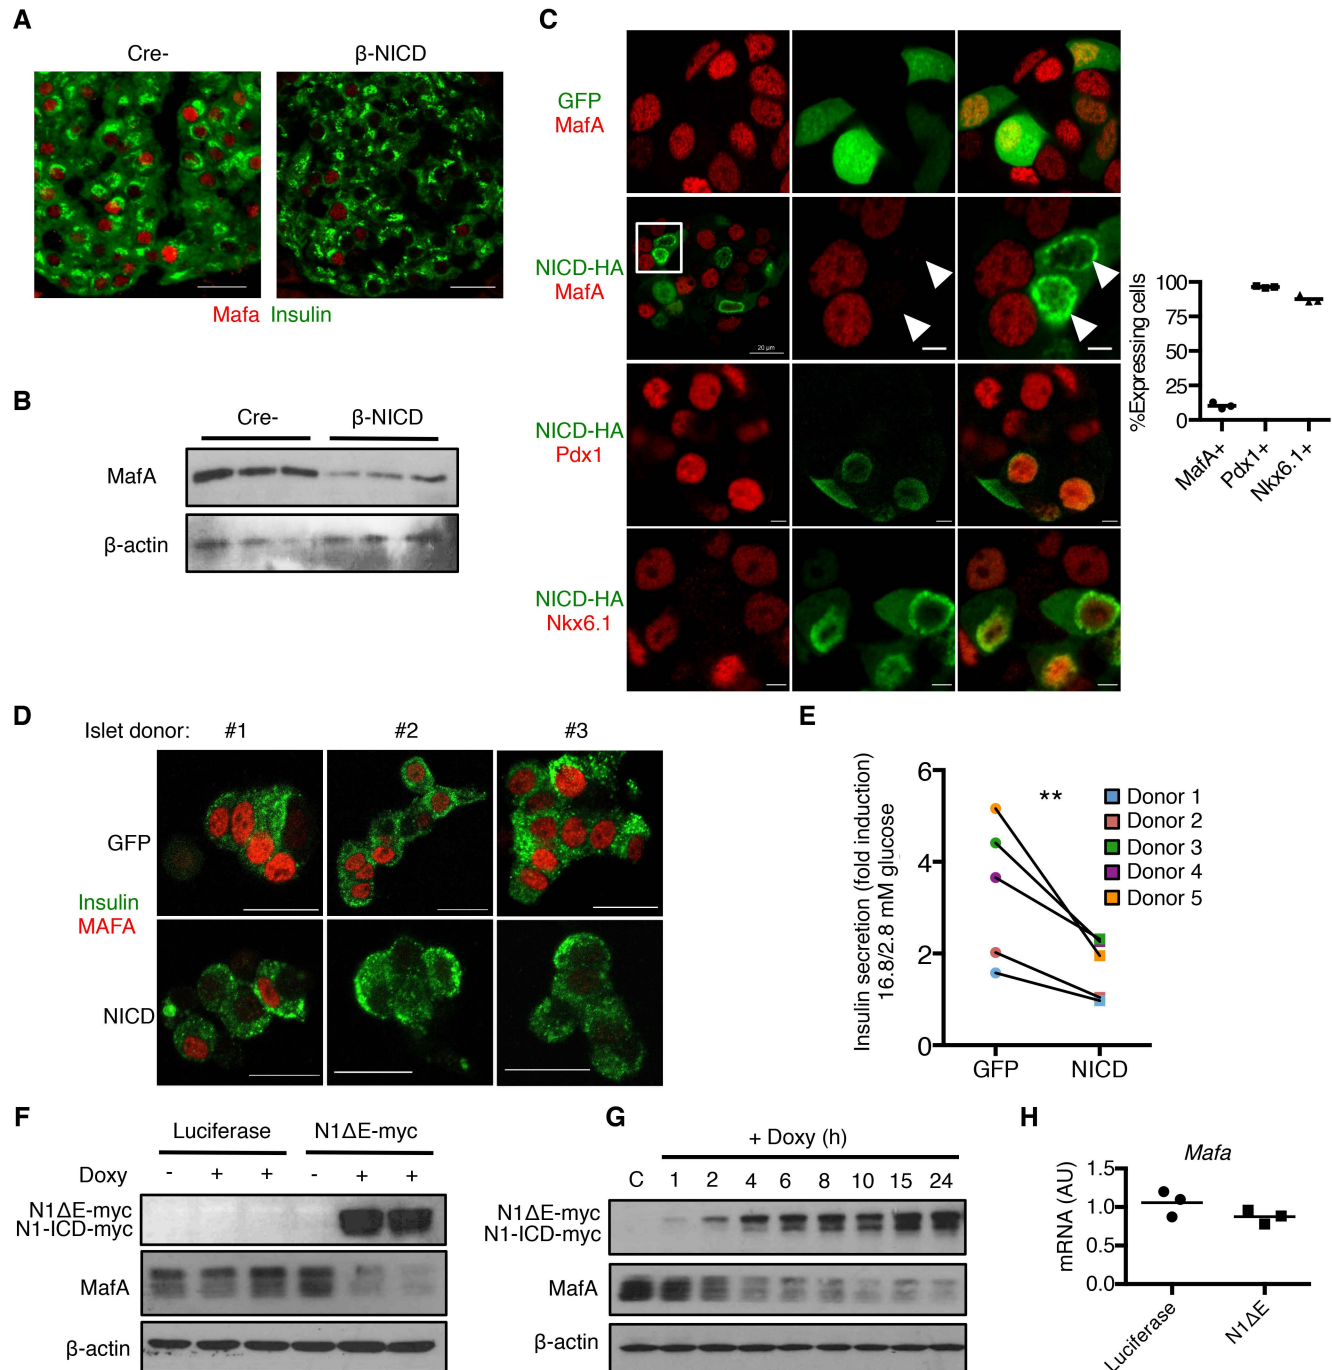 A
Cre-
β-NICD
Mafa Insulin
B
Cre-
β-NICD
MafA
β-actin
C
GFP
MafA
NICD-HA
MafA
20 µm
NICD-HA
Pdx1
NICD-HA
Nkx6.1
%Expressing cells
100
75
50
25
0
MafA+
Pdx1+
Nkx6.1+
D
Islet donor:
#1
#2
#3
GFP
Insulin
MAFA
NICD
E
Insulin secretion (fold induction)
16.8/2.8 mM glucose
6
4
2
0
**
Donor 1
Donor 2
Donor 3
Donor 4
Donor 5
GFP
NICD
F
Luciferase
N1ΔE-myc
Doxy - + + - + +
N1ΔE-myc
N1-ICD-myc
MafA
β-actin
G
+ Doxy (h)
C 1 2 4 6 8 10 15 24
N1ΔE-myc
N1-ICD-myc
MafA
β-actin
H
Mafa
mRNA (AU)
1.5
1.0
0.5
0.0
Luciferase
N1ΔE